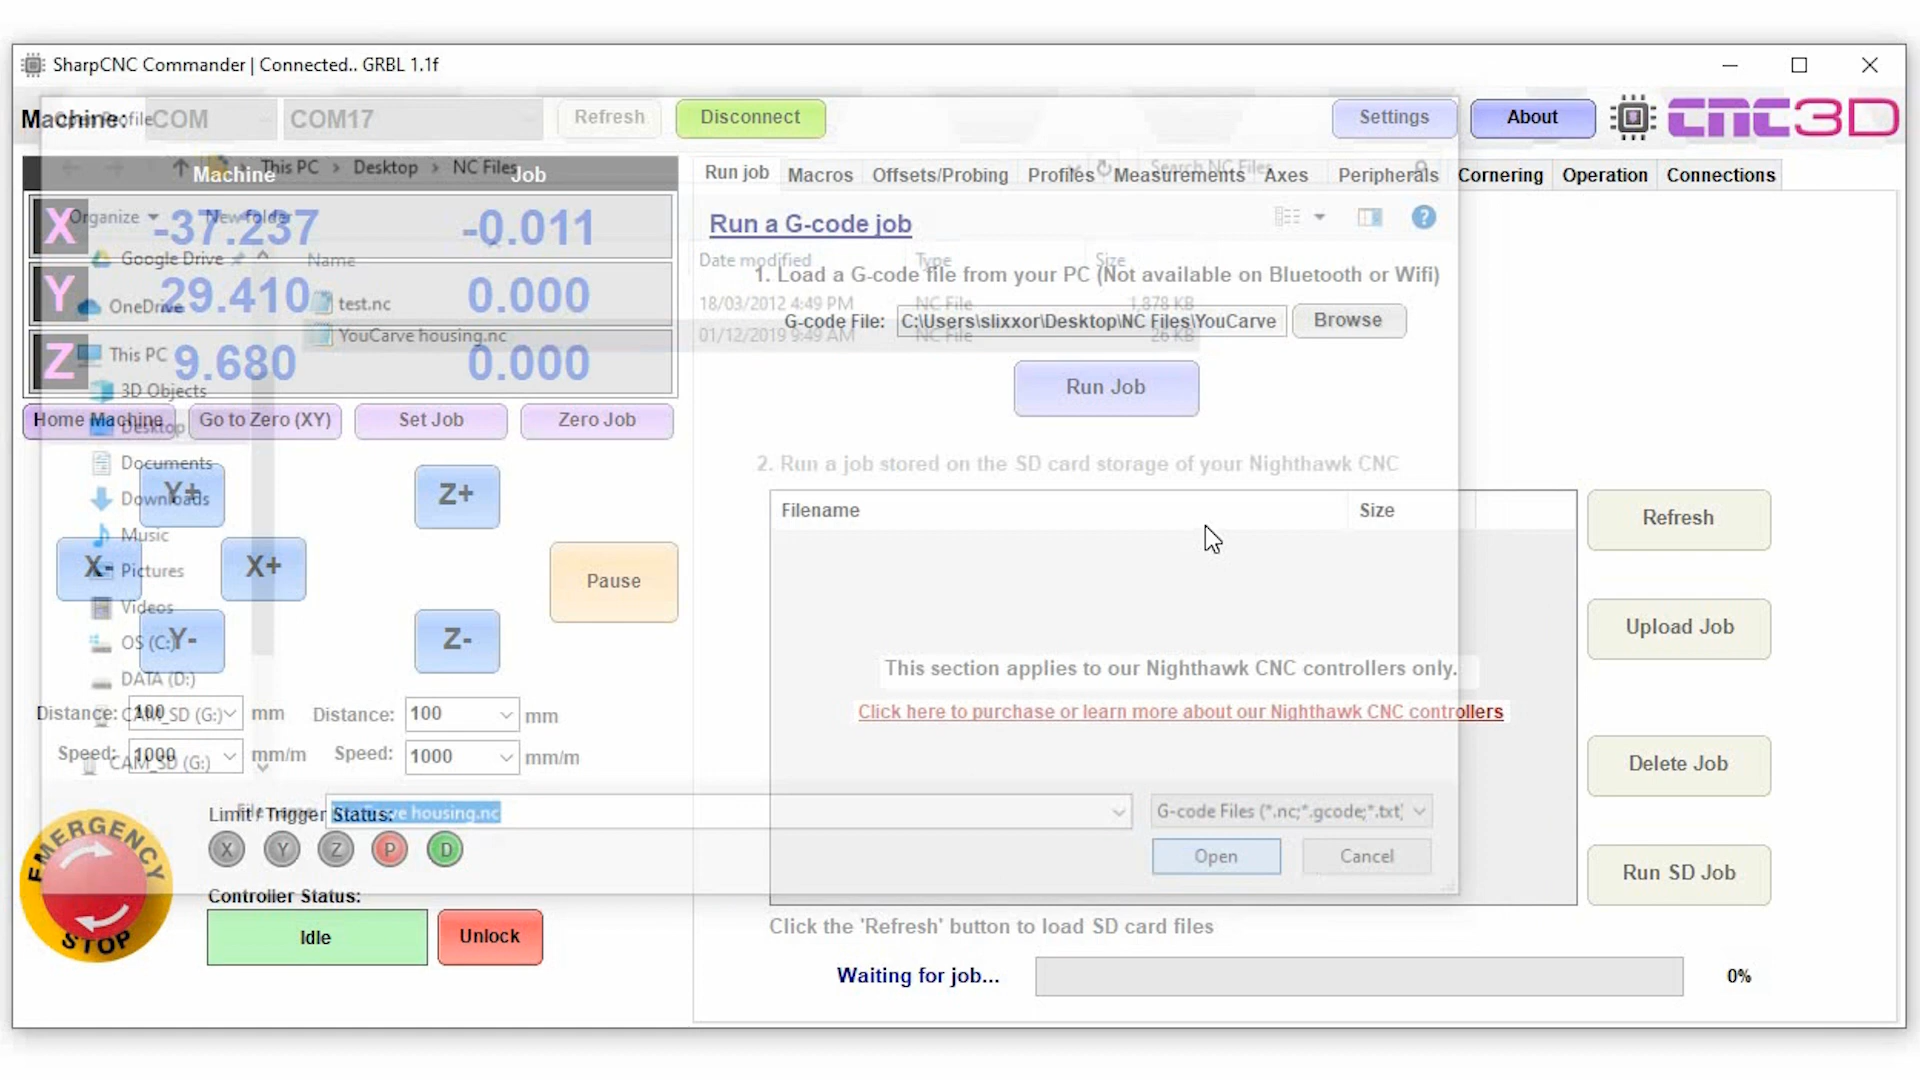 SharpCNC Commander | Connected.. GRBL 1.1f
Machine: COM COM17 Refresh Disconnect Settings About CNC3D
This PC > Desktop > NC Files
Search NC Files
Machine Job
Run job Macros Offsets/Probing Profiles Measurements Axes Peripherals Cornering Operation Connections
Organize New folder
X -37.237 -0.011
Run a G-code job
Google Drive Name
Date modified Type Size
1. Load a G-code file from your PC (Not available on Bluetooth or Wifi)
Y 29.410 0.000
OneDrive test.nc
18/03/2012 4:49 PM NC File 1,878 KB
G-code File: C:\Users\slixxor\Desktop\NC Files\YouCarve Browse
YouCarve housing.nc
01/12/2019 9:49 AM NC File 26 KB
Z 9.680 0.000
This PC
3D Objects
Run Job
Home Machine Go to Zero (XY) Set Job Zero Job
Desktop
2. Run a job stored on the SD card storage of your Nighthawk CNC
Documents
Y+ Z+
Downloads
Filename Size
Refresh
Music
X- X+
Pictures
Pause
Videos
Y- Z-
OS (C:)
Upload Job
This section applies to our Nighthawk CNC controllers only.
DATA (D:)
Click here to purchase or learn more about our Nighthawk CNC controllers
Distance: 100 mm Distance: 100 mm
CAM_SD (G:)
Speed: 1000 mm/m Speed: 1000 mm/m
CAM_SD (G:)
Delete Job
Limit / Trigger Status:
housing.nc
G-code Files (*.nc;*.gcode;*.txt)
X Y Z P D
Open Cancel
EMERGENCY
STOP
Run SD Job
Controller Status:
Idle Unlock
Click the 'Refresh' button to load SD card files
Waiting for job... 0%